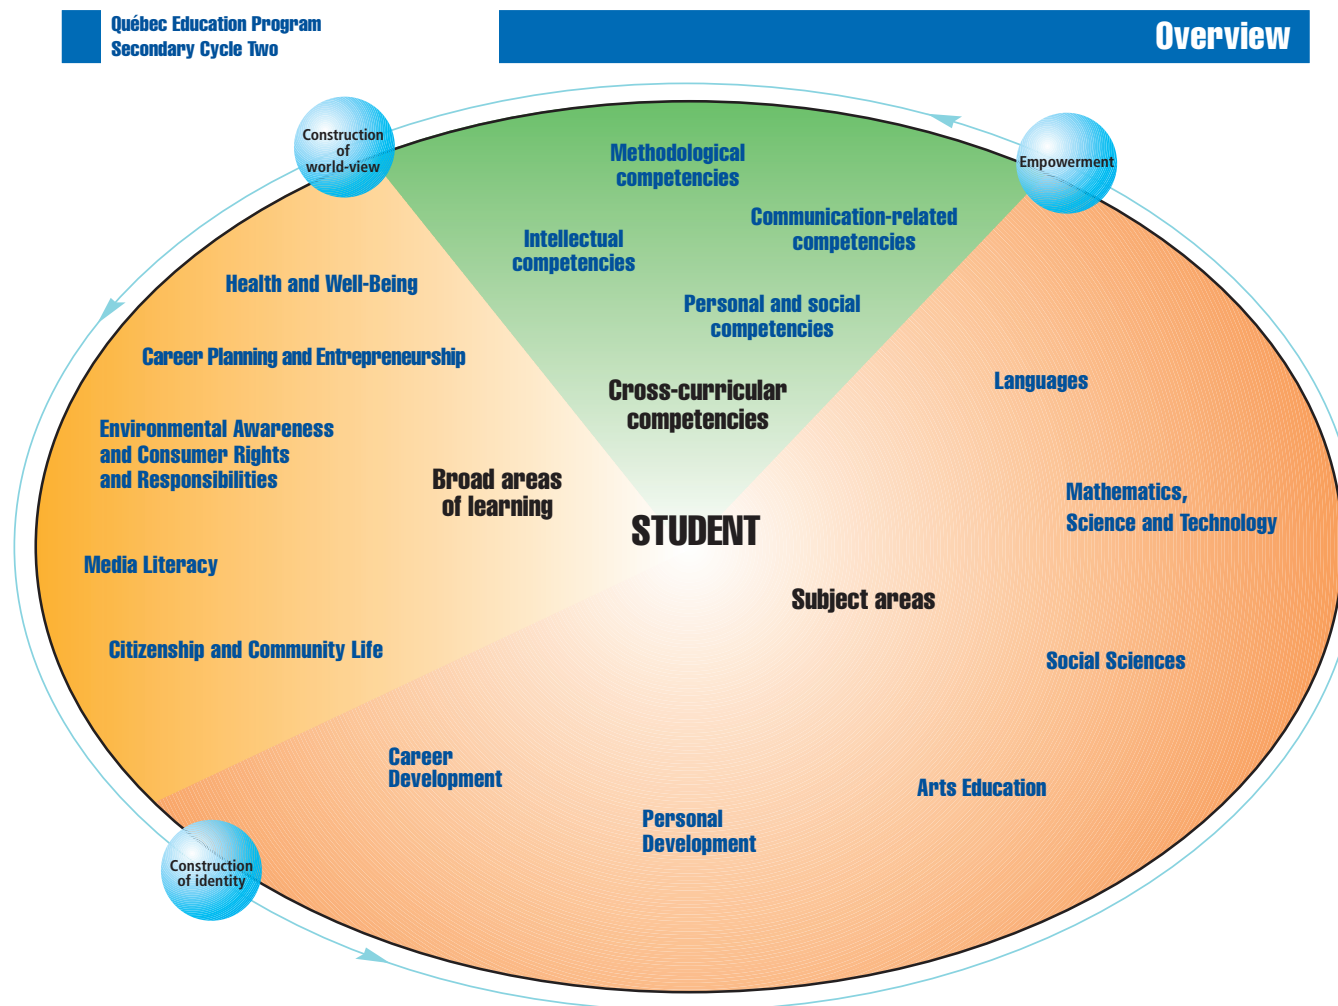 Québec Education Program
Secondary Cycle Two
Overview
Construction
of
world-view
Empowerment
Methodological
competencies
Communication-related
competencies
Intellectual
competencies
Personal and social
competencies
Cross-curricular
competencies
Health and Well-Being
Career Planning and Entrepreneurship
Environmental Awareness
and Consumer Rights
and Responsibilities
Broad areas
of learning
Media Literacy
Citizenship and Community Life
STUDENT
Languages
Mathematics,
Science and Technology
Subject areas
Social Sciences
Arts Education
Personal
Development
Career
Development
Construction
of identity